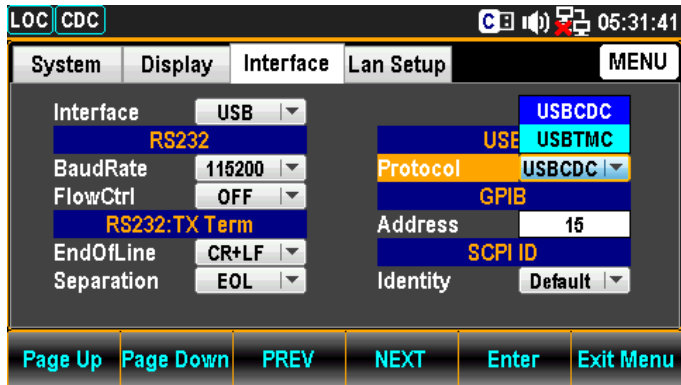 LOC CDC C 05:31:41
System Display Interface Lan Setup MENU
Interface USB USBCDC
RS232 USB USBTMC
BaudRate 115200 Protocol USBCDC
FlowCtrl OFF GPIB
RS232:TX Term Address 15
EndOfLine CR+LF SCPI ID
Separation EOL Identity Default
Page Up Page Down PREV NEXT Enter Exit Menu